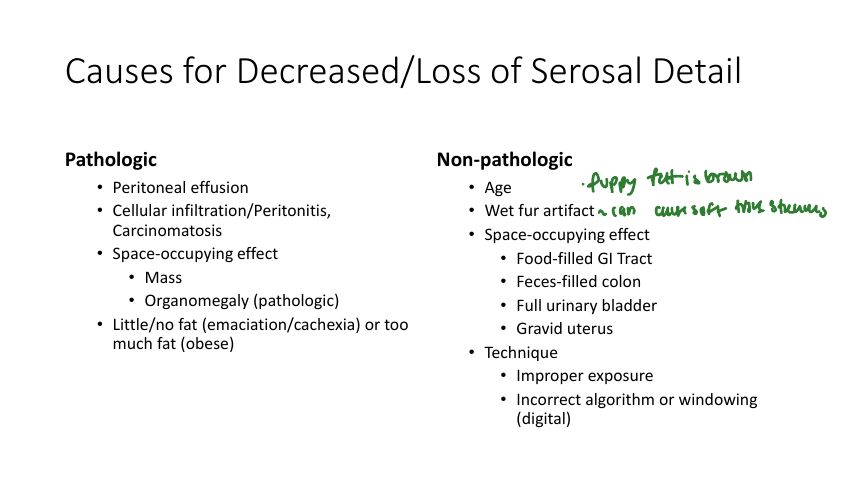 Causes for Decreased/Loss of Serosal Detail
Pathologic
• Peritoneal effusion
• Cellular infiltration/Peritonitis,
Carcinomatosis
• Space-occupying effect
• Mass
• Organomegaly (pathologic)
• Little/no fat (emaciation/cachexia) or too
much fat (obese)
Non-pathologic
• Age · puppy fat is brown
• Wet fur artifact ~ can cause soft
• Space-occupying effect
• Food-filled GI Tract
• Feces-filled colon
• Full urinary bladder
• Gravid uterus
• Technique
• Improper exposure
• Incorrect algorithm or windowing
(digital)